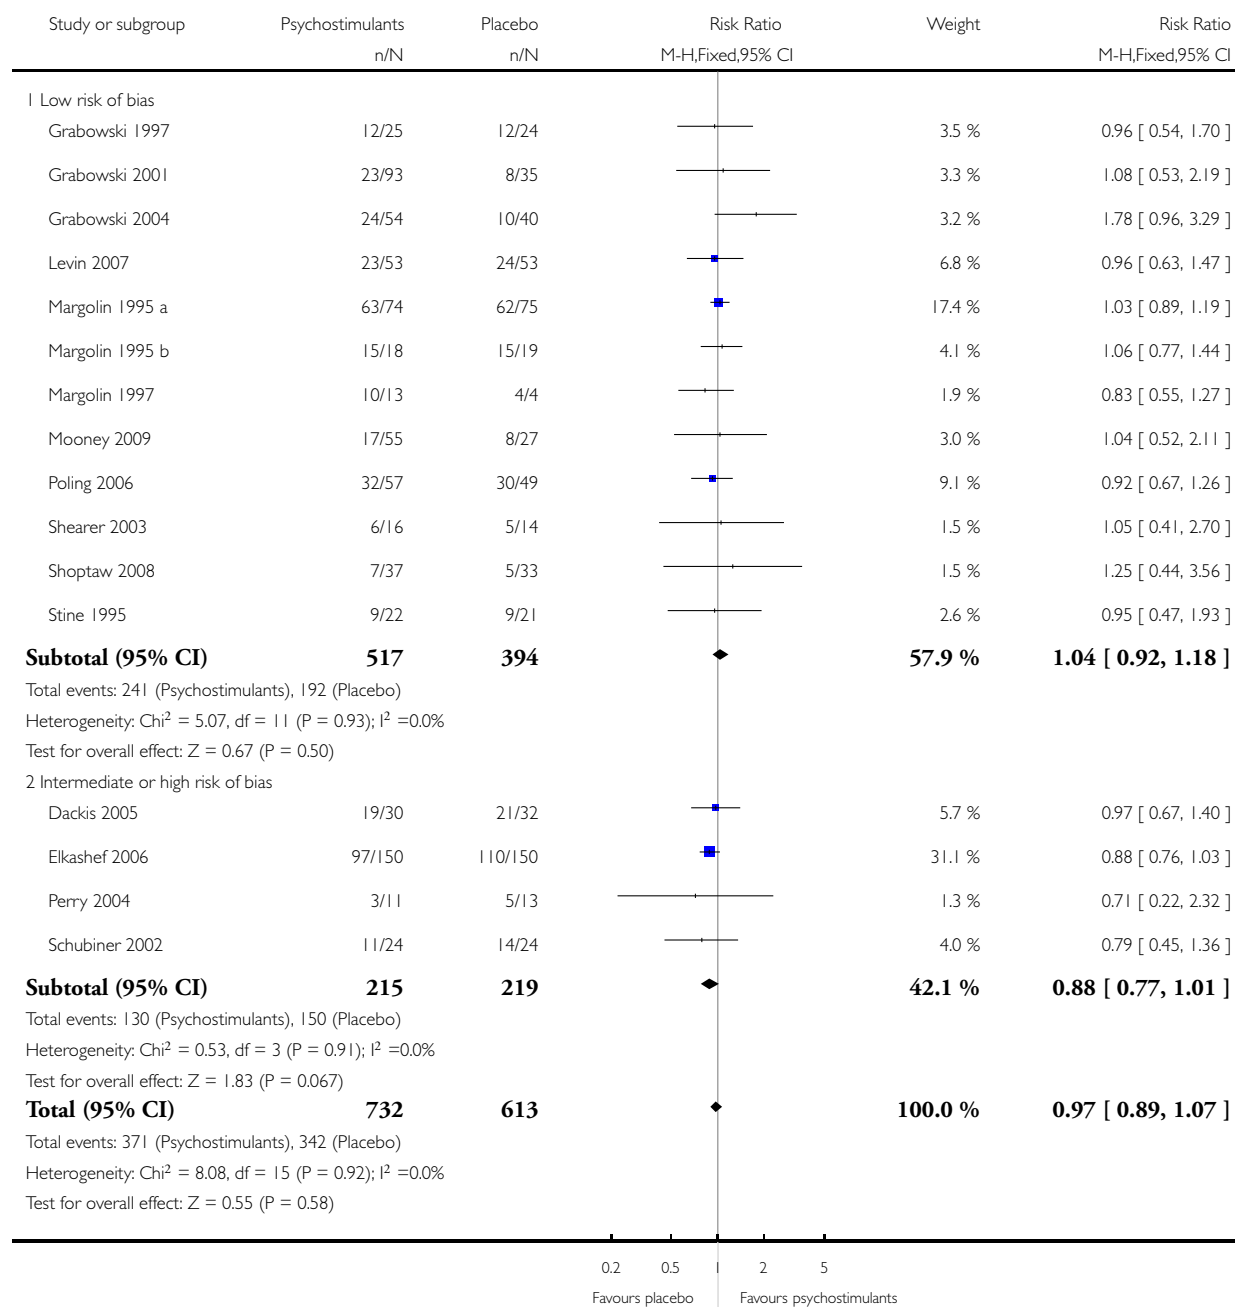 Study or subgroup Psychostimulants Placebo Risk Ratio Weight Risk Ratio
n/N n/N M-H,Fixed,95% CI M-H,Fixed,95% CI
1 Low risk of bias
Grabowski 1997 12/25 12/24 3.5 % 0.96 [ 0.54, 1.70 ]
Grabowski 2001 23/93 8/35 3.3 % 1.08 [ 0.53, 2.19 ]
Grabowski 2004 24/54 10/40 3.2 % 1.78 [ 0.96, 3.29 ]
Levin 2007 23/53 24/53 6.8 % 0.96 [ 0.63, 1.47 ]
Margolin 1995 a 63/74 62/75 17.4 % 1.03 [ 0.89, 1.19 ]
Margolin 1995 b 15/18 15/19 4.1 % 1.06 [ 0.77, 1.44 ]
Margolin 1997 10/13 4/4 1.9 % 0.83 [ 0.55, 1.27 ]
Mooney 2009 17/55 8/27 3.0 % 1.04 [ 0.52, 2.11 ]
Poling 2006 32/57 30/49 9.1 % 0.92 [ 0.67, 1.26 ]
Shearer 2003 6/16 5/14 1.5 % 1.05 [ 0.41, 2.70 ]
Shoptaw 2008 7/37 5/33 1.5 % 1.25 [ 0.44, 3.56 ]
Stine 1995 9/22 9/21 2.6 % 0.95 [ 0.47, 1.93 ]
Subtotal (95% CI) 517 394 57.9 % 1.04 [ 0.92, 1.18 ]
Total events: 241 (Psychostimulants), 192 (Placebo)
Heterogeneity: Chi² = 5.07, df = 11 (P = 0.93); I² =0.0%
Test for overall effect: Z = 0.67 (P = 0.50)
2 Intermediate or high risk of bias
Dackis 2005 19/30 21/32 5.7 % 0.97 [ 0.67, 1.40 ]
Elkashef 2006 97/150 110/150 31.1 % 0.88 [ 0.76, 1.03 ]
Perry 2004 3/11 5/13 1.3 % 0.71 [ 0.22, 2.32 ]
Schubiner 2002 11/24 14/24 4.0 % 0.79 [ 0.45, 1.36 ]
Subtotal (95% CI) 215 219 42.1 % 0.88 [ 0.77, 1.01 ]
Total events: 130 (Psychostimulants), 150 (Placebo)
Heterogeneity: Chi² = 0.53, df = 3 (P = 0.91); I² =0.0%
Test for overall effect: Z = 1.83 (P = 0.067)
Total (95% CI) 732 613 100.0 % 0.97 [ 0.89, 1.07 ]
Total events: 371 (Psychostimulants), 342 (Placebo)
Heterogeneity: Chi² = 8.08, df = 15 (P = 0.92); I² =0.0%
Test for overall effect: Z = 0.55 (P = 0.58)
0.2 0.5 1 2 5
Favours placebo Favours psychostimulants